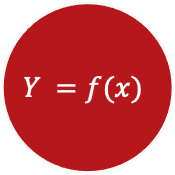 Y = f(x)